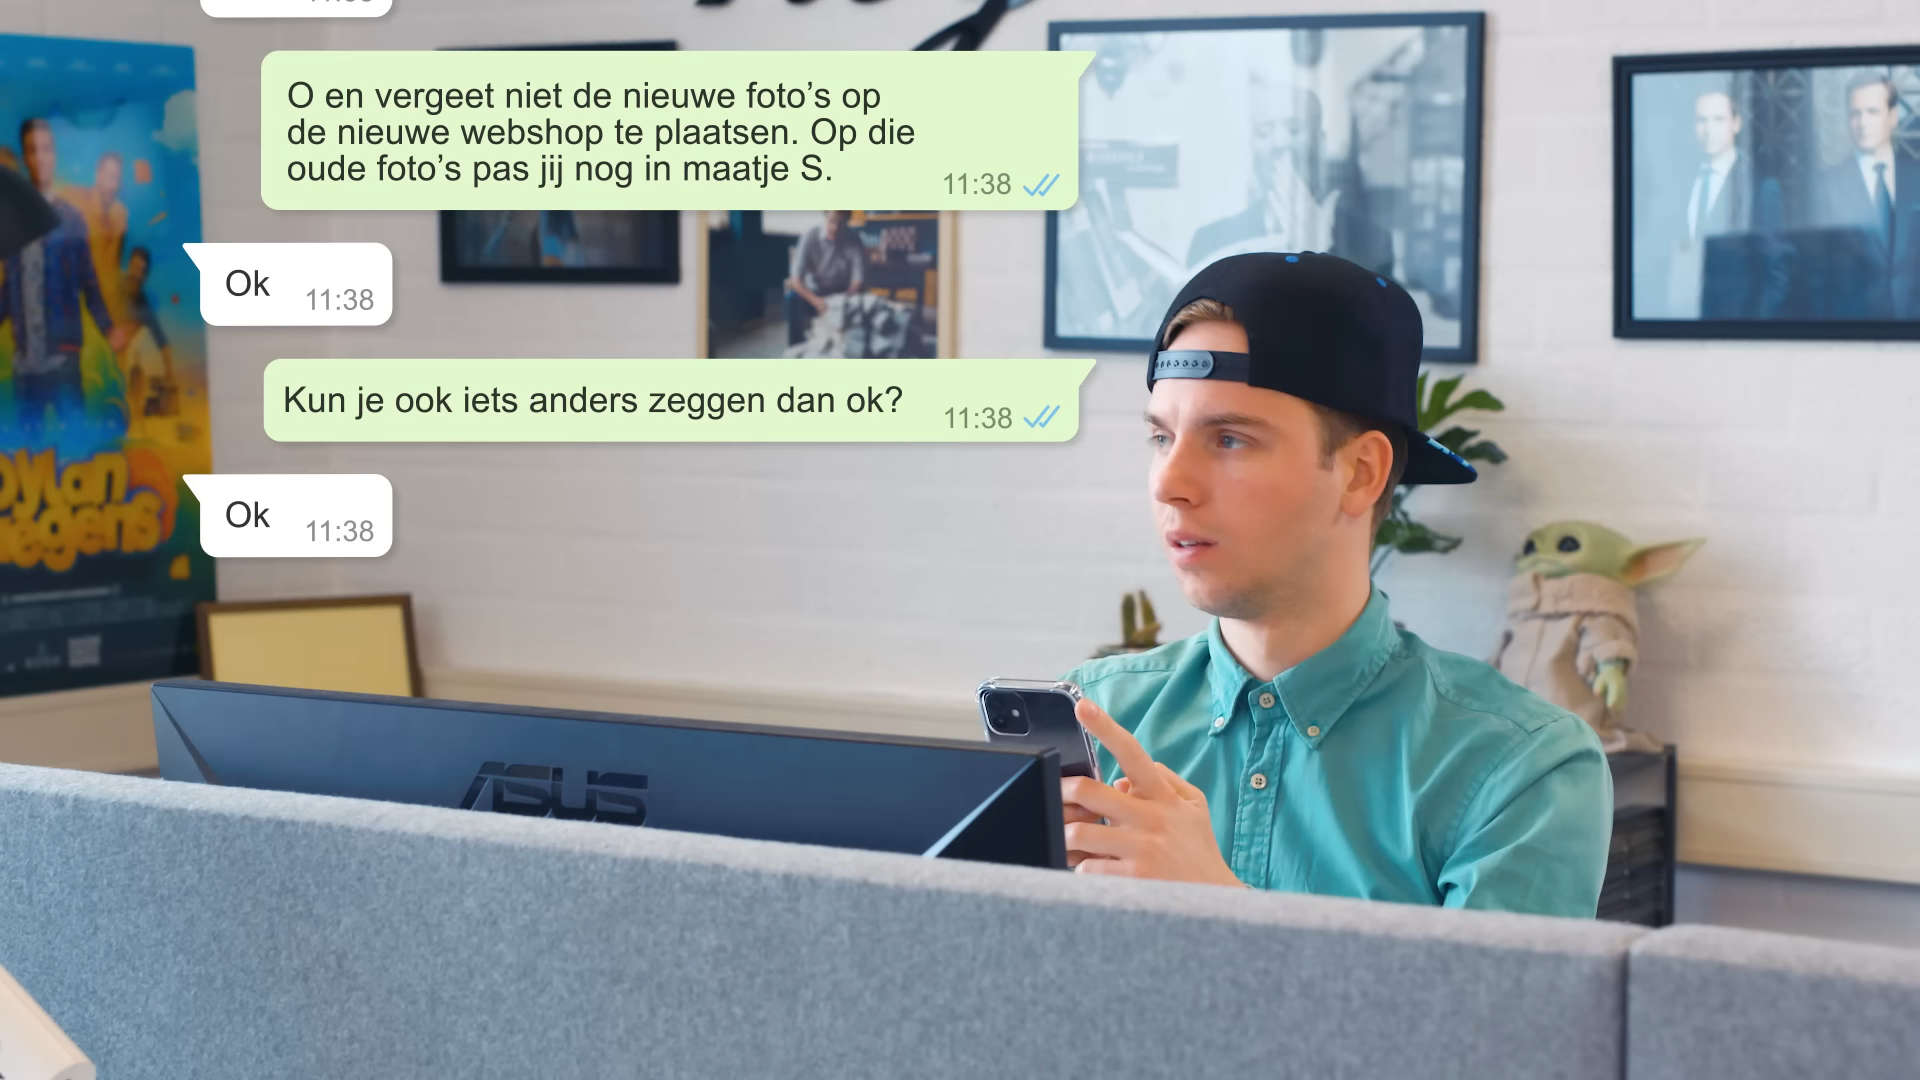 11:38
O en vergeet niet de nieuwe foto's op
de nieuwe webshop te plaatsen. Op die
oude foto's pas jij nog in maatje S.
11:38
Ok
11:38
Kun je ook iets anders zeggen dan ok?
11:38
Ok
11:38
ASUS